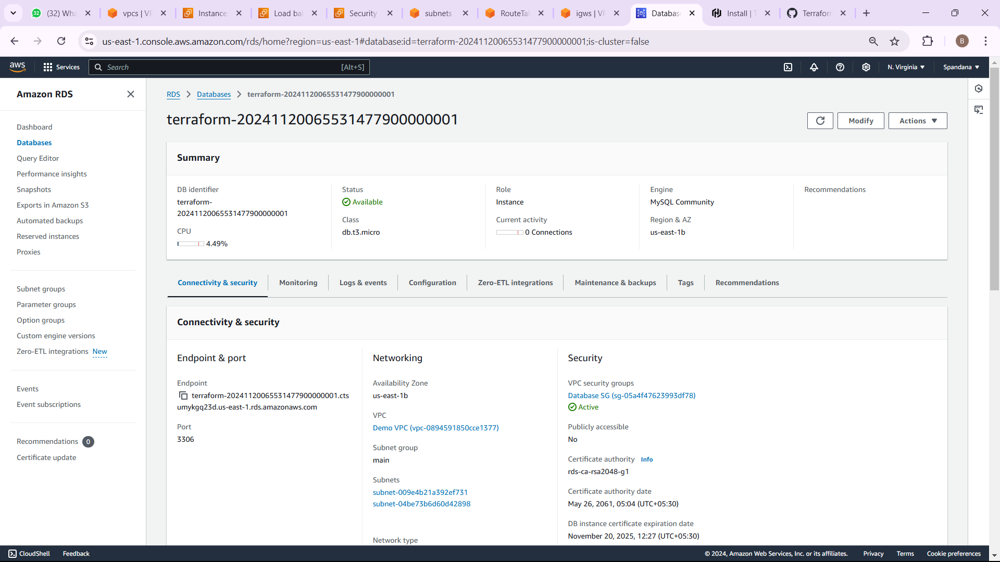 (32) Wha
vpcs | VP
Instance
Load bal
Security
subnets
RouteTal
igws | VP
Databas
Install | T
Terraform
us-east-1.console.aws.amazon.com/rds/home?region=us-east-1#database:id=terraform-20241120065531477900000001;is-cluster=false
B
aws
Services
Search
[Alt+S]
N. Virginia
Spandana
Amazon RDS
Dashboard
Databases
Query Editor
Performance insights
Snapshots
Exports in Amazon S3
Automated backups
Reserved instances
Proxies
Subnet groups
Parameter groups
Option groups
Custom engine versions
Zero-ETL integrations New
Events
Event subscriptions
Recommendations 0
Certificate update
RDS > Databases > terraform-20241120065531477900000001
terraform-20241120065531477900000001
Modify
Actions
Summary
DB identifier
terraform-
20241120065531477900000001
CPU
4.49%
Status
Available
Class
db.t3.micro
Role
Instance
Current activity
0 Connections
Engine
MySQL Community
Region & AZ
us-east-1b
Recommendations
Connectivity & security
Monitoring
Logs & events
Configuration
Zero-ETL integrations
Maintenance & backups
Tags
Recommendations
Connectivity & security
Endpoint & port
Endpoint
terraform-20241120065531477900000001.cts
umykgq23d.us-east-1.rds.amazonaws.com
Port
3306
Networking
Availability Zone
us-east-1b
VPC
Demo VPC (vpc-0894591850cce1377)
Subnet group
main
Subnets
subnet-009e4b21a392ef731
subnet-04be73b6d60d42898
Network type
Security
VPC security groups
Database SG (sg-05a4f47623993df78)
Active
Publicly accessible
No
Certificate authority Info
rds-ca-rsa2048-g1
Certificate authority date
May 26, 2061, 05:04 (UTC+05:30)
DB instance certificate expiration date
November 20, 2025, 12:27 (UTC+05:30)
CloudShell
Feedback
© 2024, Amazon Web Services, Inc. or its affiliates.
Privacy
Terms
Cookie preferences